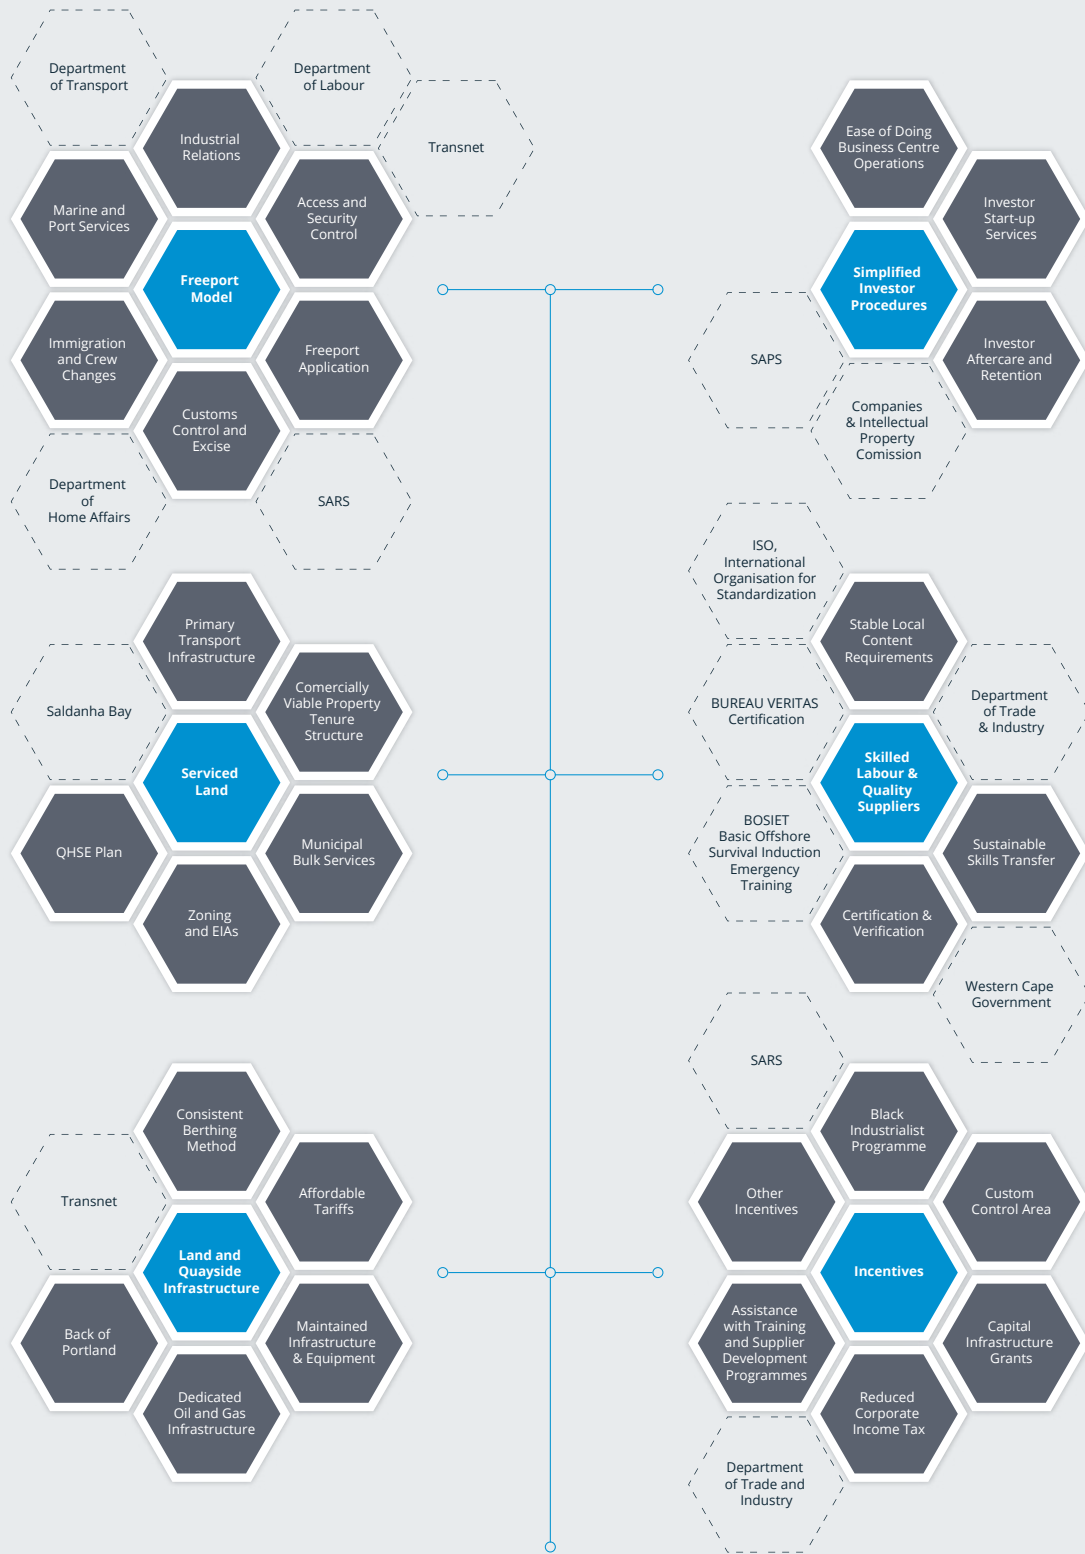 Department
of Transport
Department
of Labour
Transnet
Industrial
Relations
Marine and
Port Services
Access and
Security
Control
Freeport
Model
Immigration
and Crew
Changes
Freeport
Application
Customs
Control and
Excise
Department
of
Home Affairs
SARS
Ease of Doing
Business Centre
Operations
Investor
Start-up
Services
Simplified
Investor
Procedures
SAPS
Investor
Aftercare and
Retention
Companies
& Intellectual
Property
Comission
Primary
Transport
Infrastructure
Saldanha Bay
Comercially
Viable Property
Tenure
Structure
Serviced
Land
QHSE Plan
Municipal
Bulk Services
Zoning
and EIAs
ISO,
International
Organisation for
Standardization
Stable Local
Content
Requirements
BUREAU VERITAS
Certification
Department
of Trade
& Industry
Skilled
Labour &
Quality
Suppliers
BOSIET
Basic Offshore
Survival Induction
Emergency
Training
Sustainable
Skills Transfer
Certification &
Verification
Western Cape
Government
Consistent
Berthing
Method
Transnet
Affordable
Tariffs
Land and
Quayside
Infrastructure
Back of
Portland
Maintained
Infrastructure
& Equipment
Dedicated
Oil and Gas
Infrastructure
SARS
Black
Industrialist
Programme
Other
Incentives
Custom
Control Area
Incentives
Assistance
with Training
and Supplier
Development
Programmes
Capital
Infrastructure
Grants
Reduced
Corporate
Income Tax
Department
of Trade and
Industry